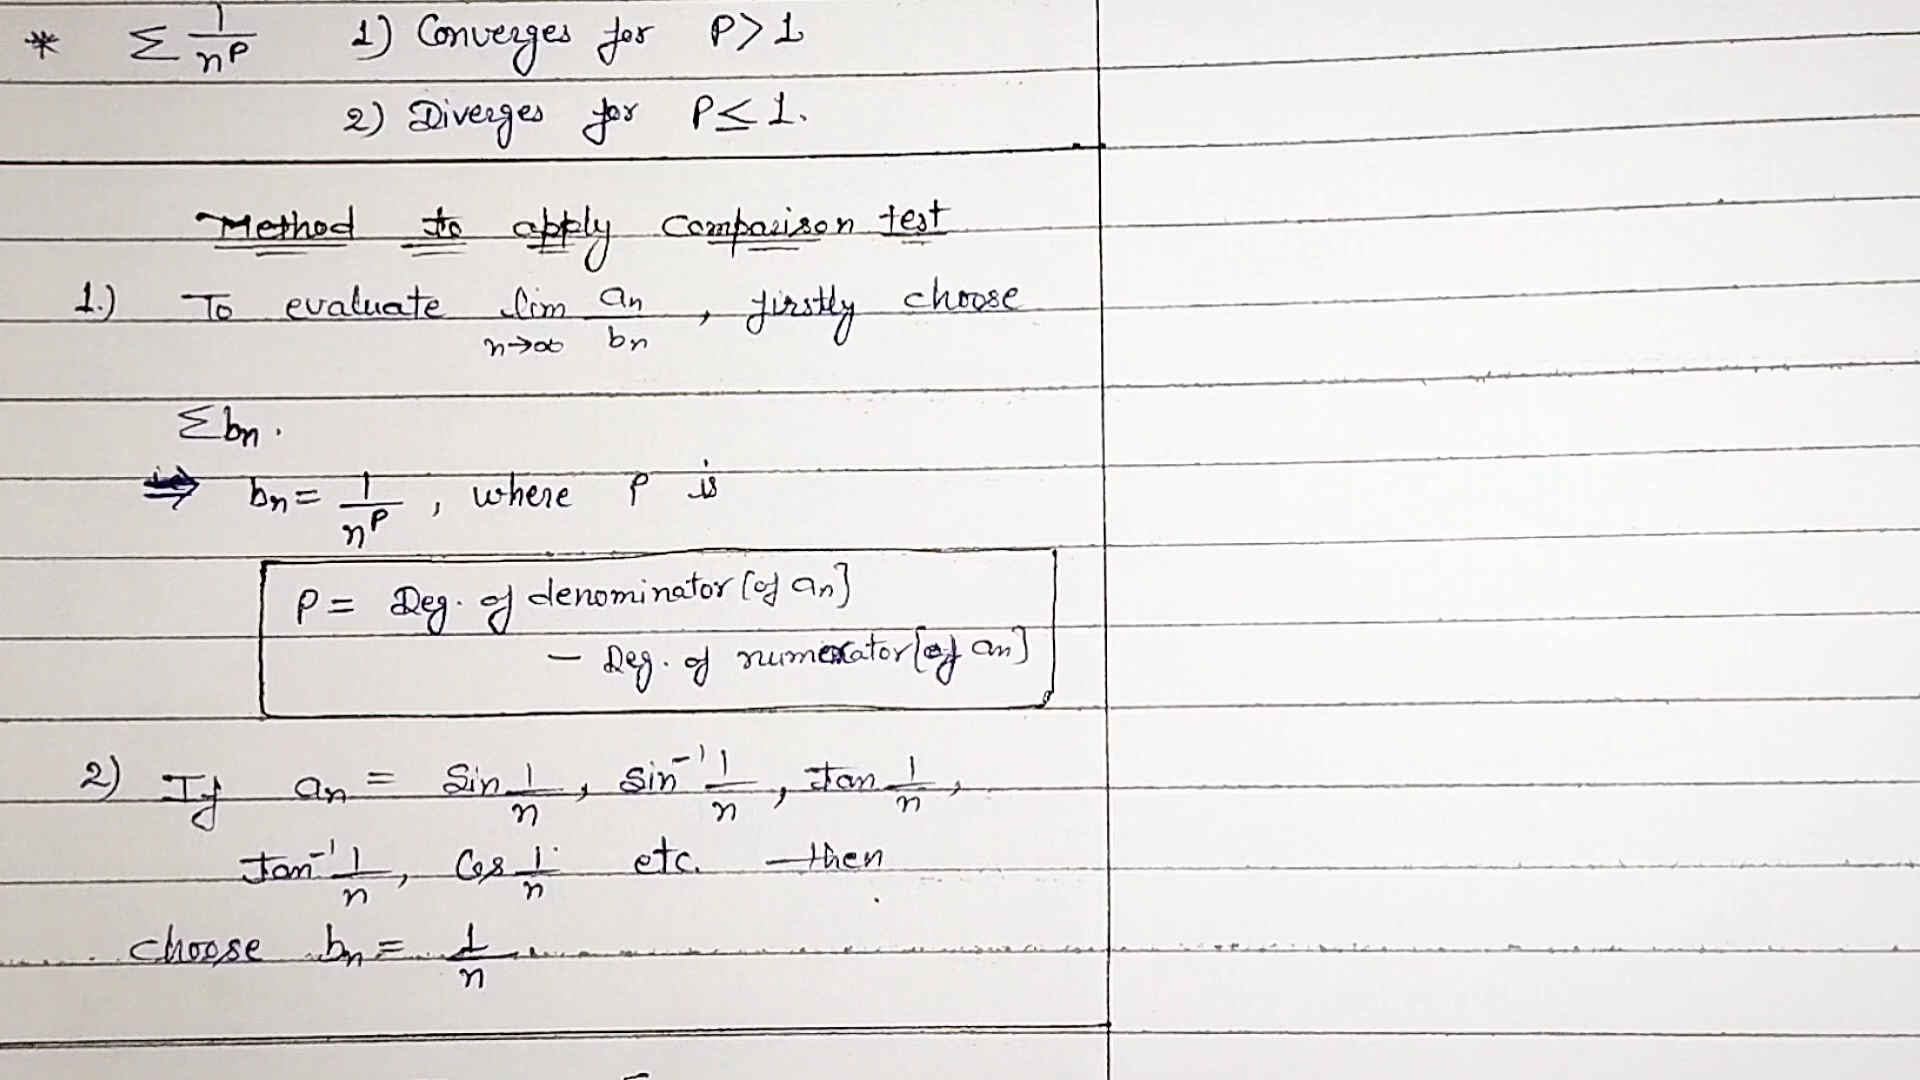 * Σ 1/n^P 1) Converges for P>1
2) Diverges for P≤1.
Method to apply Comparison test
1.) To evaluate lim n→∞ an/bn , firstly choose
Σbn.
⇒ bn = 1/n^P , where P is
P = Deg. of denominator [of an]
- Deg. of numerator [of an]
2) If an = Sin 1/n , Sin⁻¹ 1/n , Tan 1/n ,
Tan⁻¹ 1/n , Cos 1/n etc. then
choose bn = 1/n